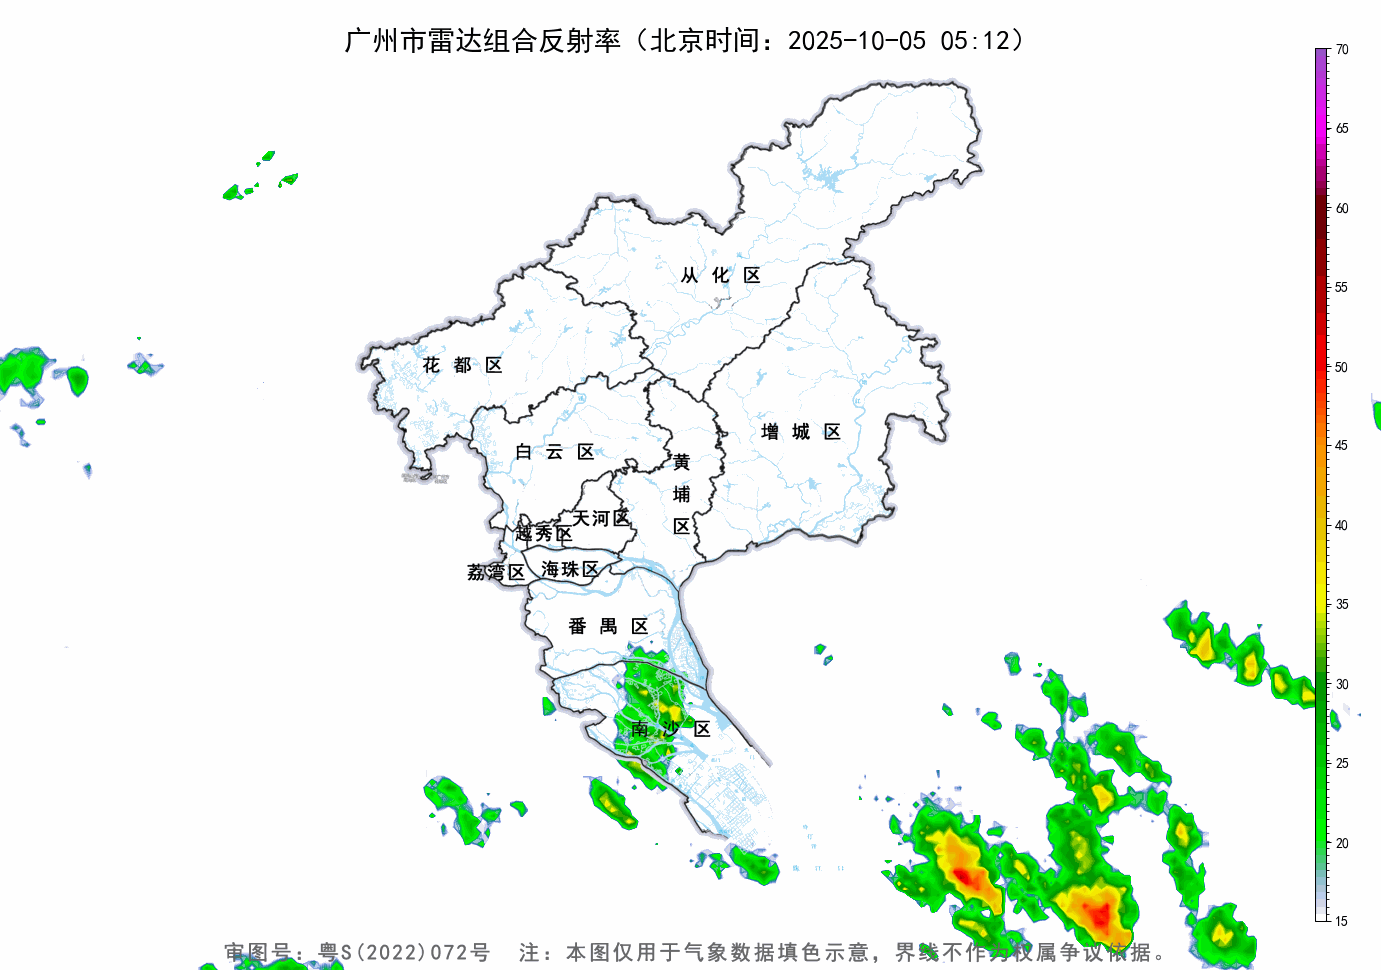 广州市雷达组合反射率（北京时间：2025-10-05 05:12）
70
65
60
55
50
45
40
35
30
25
20
15
从化区
花都区
增城区
白云区
黄埔区
天河区
越秀区
荔湾区
海珠区
番禺区
南沙区
审图号：粤S(2022)072号 注：本图仅用于气象数据填色示意，界线不作为权属争议依据。